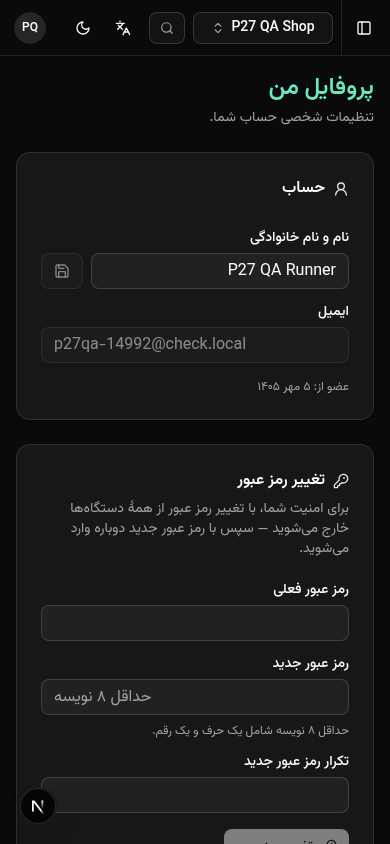 P27 QA Shop
PQ
پروفایل من
تنظیمات شخصی حساب شما.
حساب
نام و نام خانوادگی
P27 QA Runner
ایمیل
p27qa-14992@check.local
عضو از: ۵ مهر ۱۴۰۵
تغییر رمز عبور
برای امنیت شما، با تغییر رمز عبور از همهٔ دستگاه‌ها
خارج می‌شوید — سپس با رمز عبور جدید دوباره وارد
می‌شوید.
رمز عبور فعلی
رمز عبور جدید
حداقل ۸ نویسه
حداقل ۸ نویسه شامل یک حرف و یک رقم.
تکرار رمز عبور جدید
N